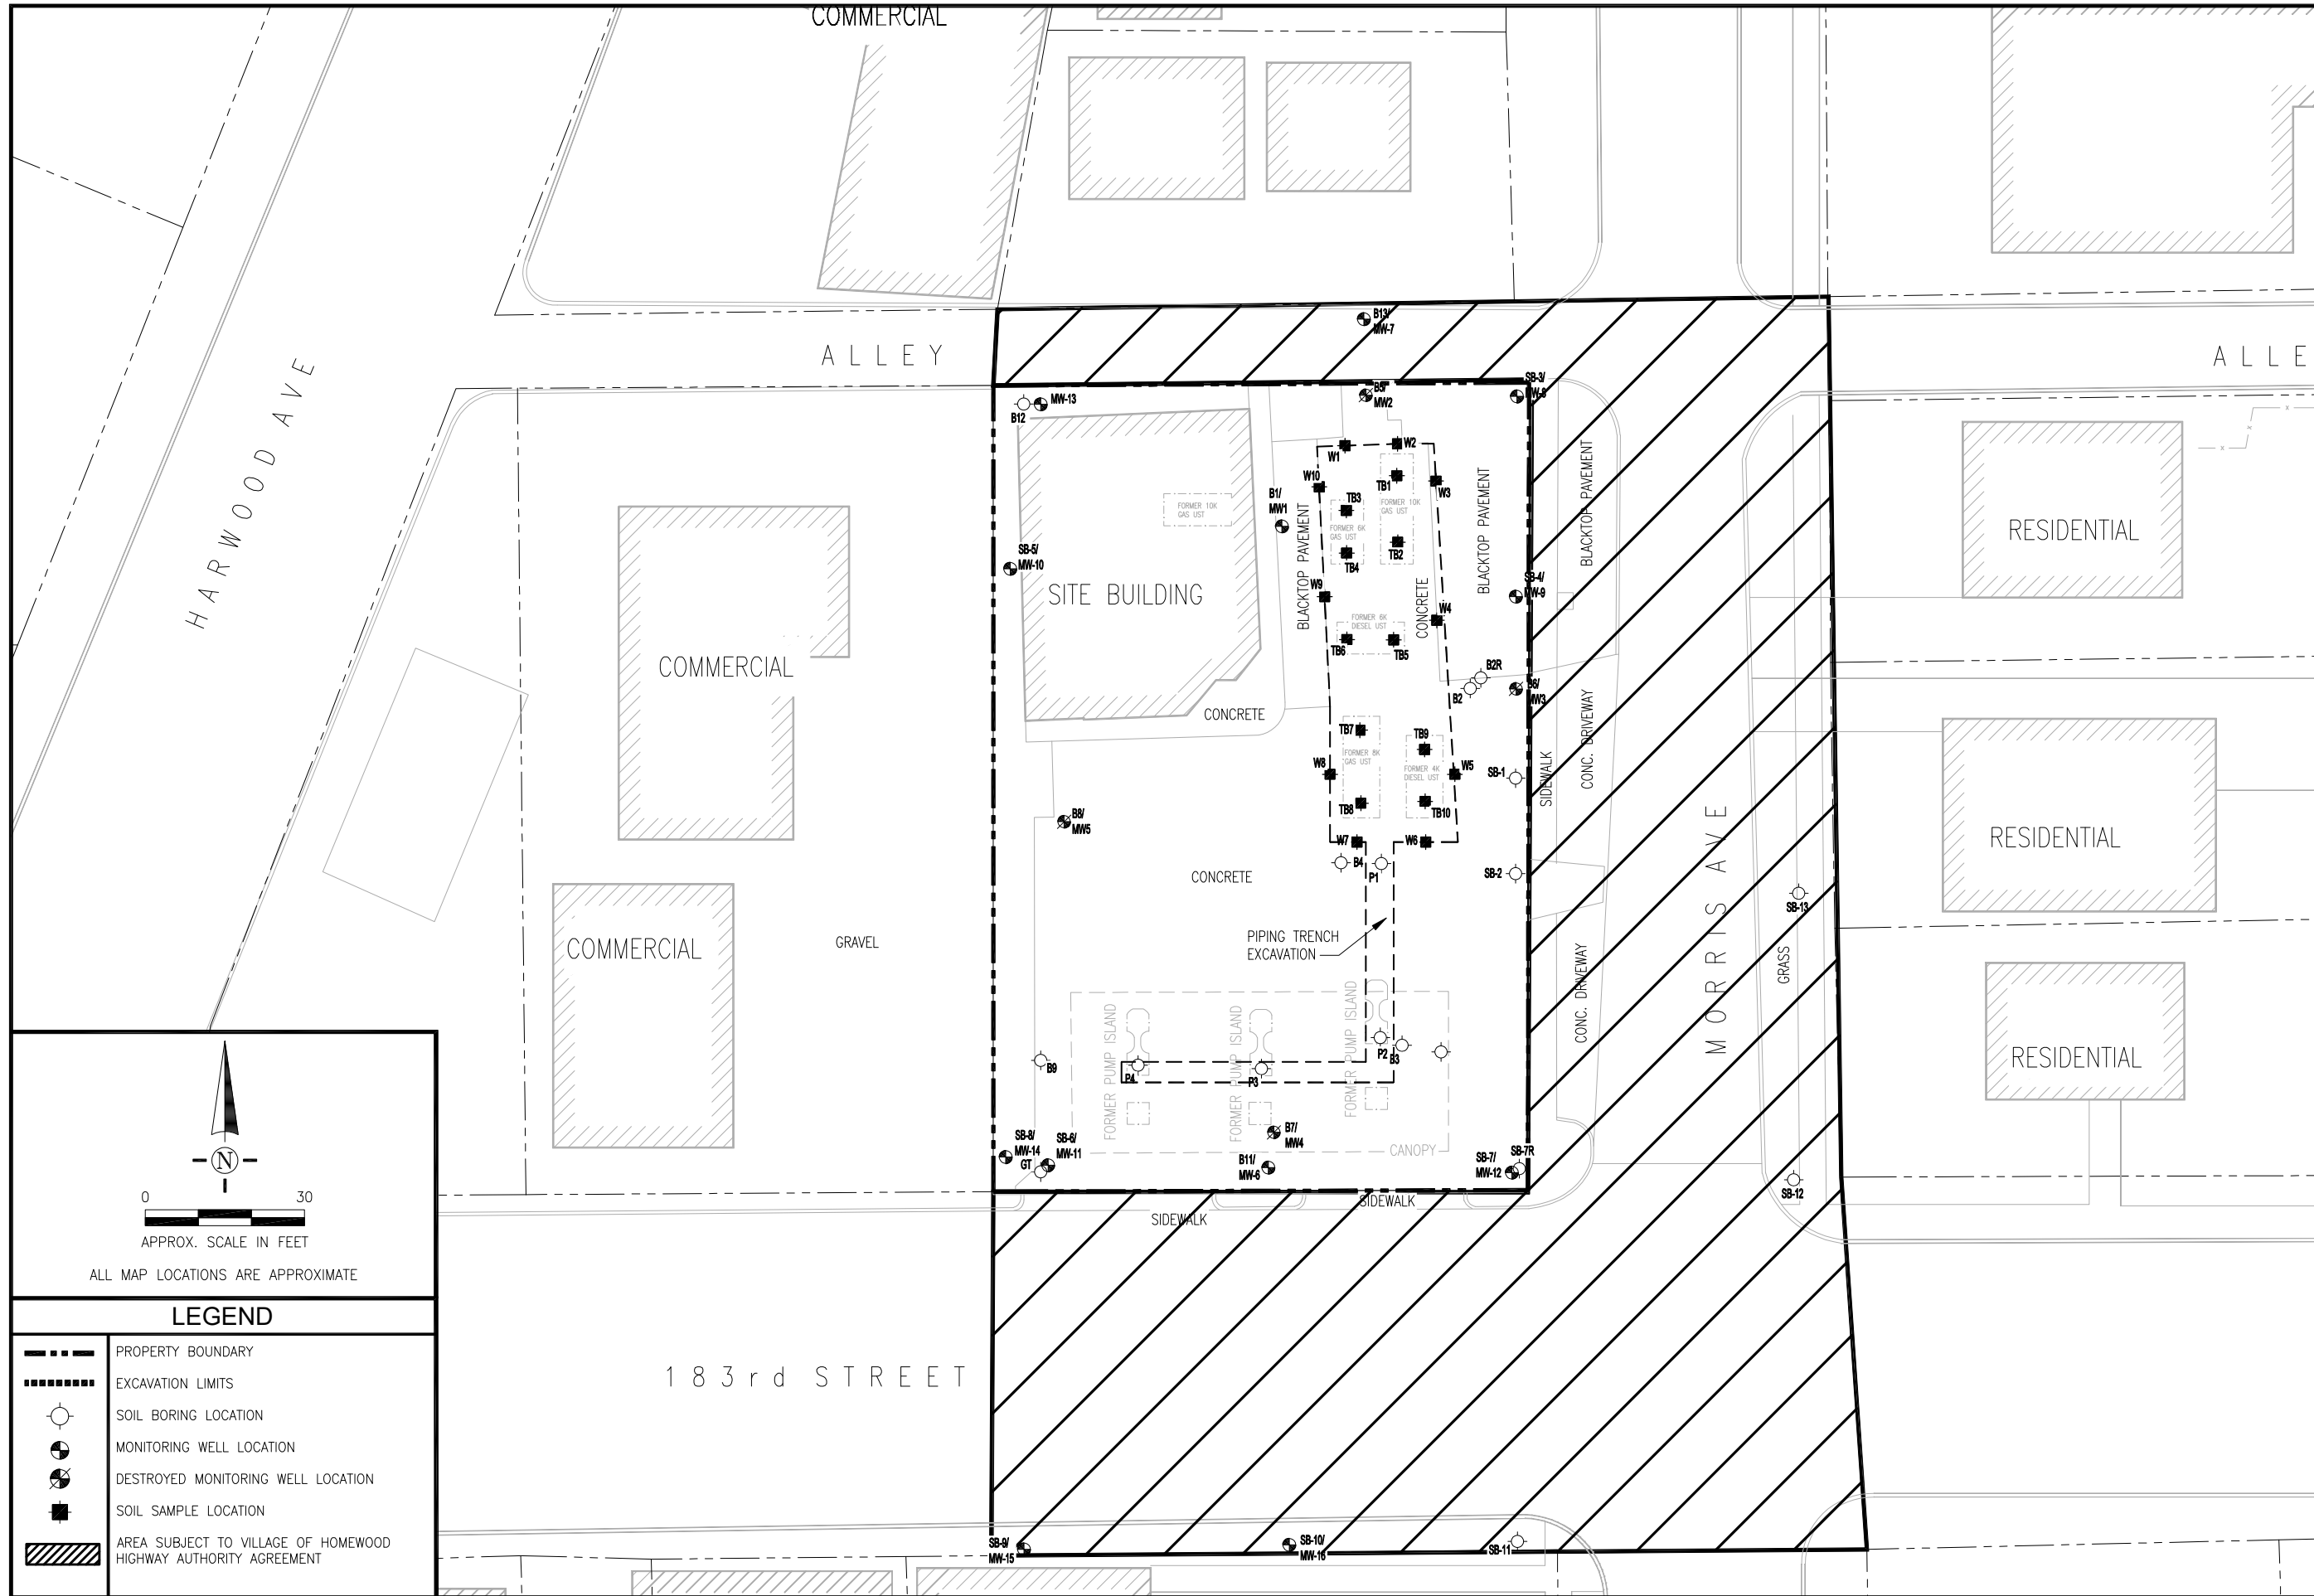 COMMERCIAL
ALLEY
ALLE
HARWOOD AVE
B13/
MW-7
B5/
MW2
SB-3/
MW-8
MW-13
B12
W1
W2
W10
W3
TB1
TB3
B1/
MW1
FORMER 10K
GAS UST
FORMER 10K
GAS UST
FORMER 6K
GAS UST
TB2
TB4
BLACKTOP PAVEMENT
BLACKTOP PAVEMENT
BLACKTOP PAVEMENT
RESIDENTIAL
SB-5/
MW-10
SITE BUILDING
W9
CONCRETE
SB-4/
MW-9
W4
FORMER 6K
DIESEL UST
TB6
TB5
COMMERCIAL
B2R
B2
B6/
MW3
CONCRETE
TB7
TB9
FORMER 8K
GAS UST
FORMER 4K
DIESEL UST
W8
W5
SB-1
SIDEWALK
CONC. DRIVEWAY
TB8
TB10
B8/
MW5
W7
W6
B4
P1
SB-2
MORRIS AVE
RESIDENTIAL
CONCRETE
SB-13
COMMERCIAL
GRAVEL
PIPING TRENCH
EXCAVATION
CONC. DRIVEWAY
GRASS
FORMER PUMP ISLAND
FORMER PUMP ISLAND
FORMER PUMP ISLAND
P2
B3
B9
P4
P3
RESIDENTIAL
B7/
MW4
CANOPY
SB-8/
MW-14
GT
SB-6/
MW-11
B11/
MW-6
SB-7/
MW-12
SB-7R
SB-12
SIDEWALK
SIDEWALK
183rd STREET
SB-9/
MW-15
SB-10/
MW-16
SB-11
N
0 30
APPROX. SCALE IN FEET
ALL MAP LOCATIONS ARE APPROXIMATE
LEGEND
PROPERTY BOUNDARY
EXCAVATION LIMITS
SOIL BORING LOCATION
MONITORING WELL LOCATION
DESTROYED MONITORING WELL LOCATION
SOIL SAMPLE LOCATION
AREA SUBJECT TO VILLAGE OF HOMEWOOD
HIGHWAY AUTHORITY AGREEMENT